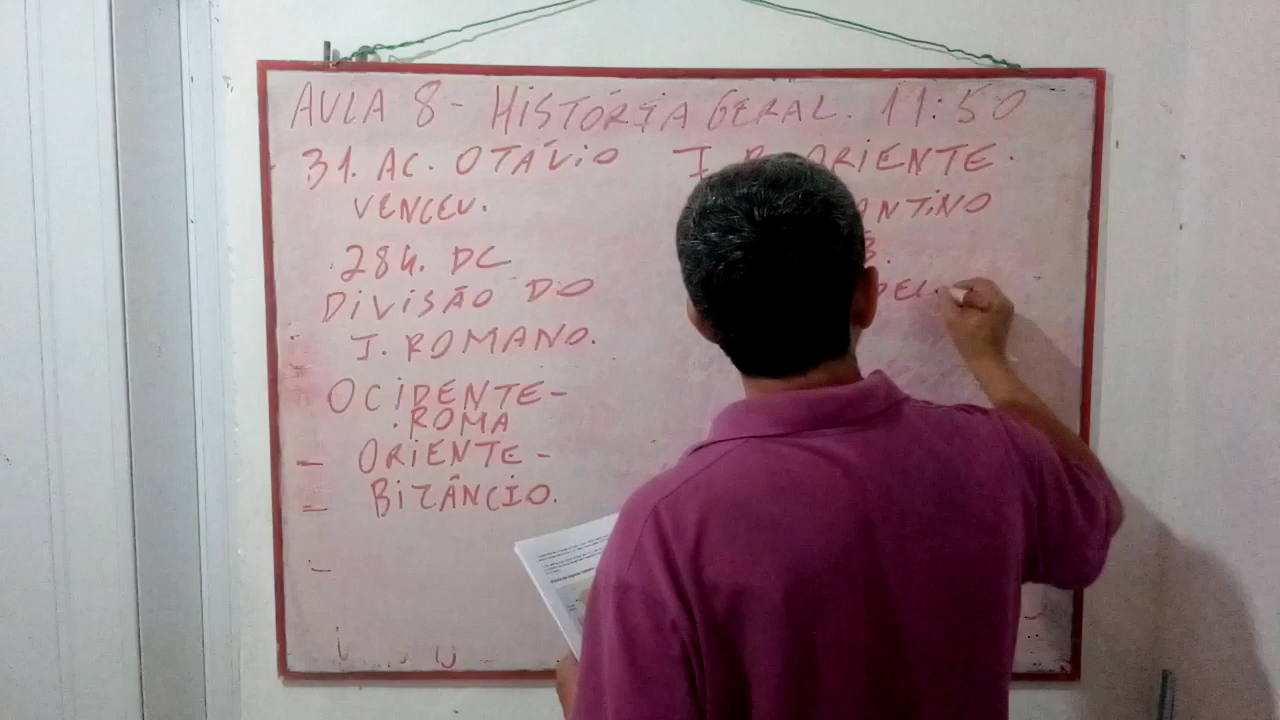 AULA 8 - HISTÓRIA GERAL. 11:50
31. AC. OTÁVIO
VENCEU.
284. DC
DIVISÃO DO
I. ROMANO.
OCIDENTE -
. ROMA
- ORIENTE -
= BIZÂNCIO.
I. ORIENTE.
ANTINO